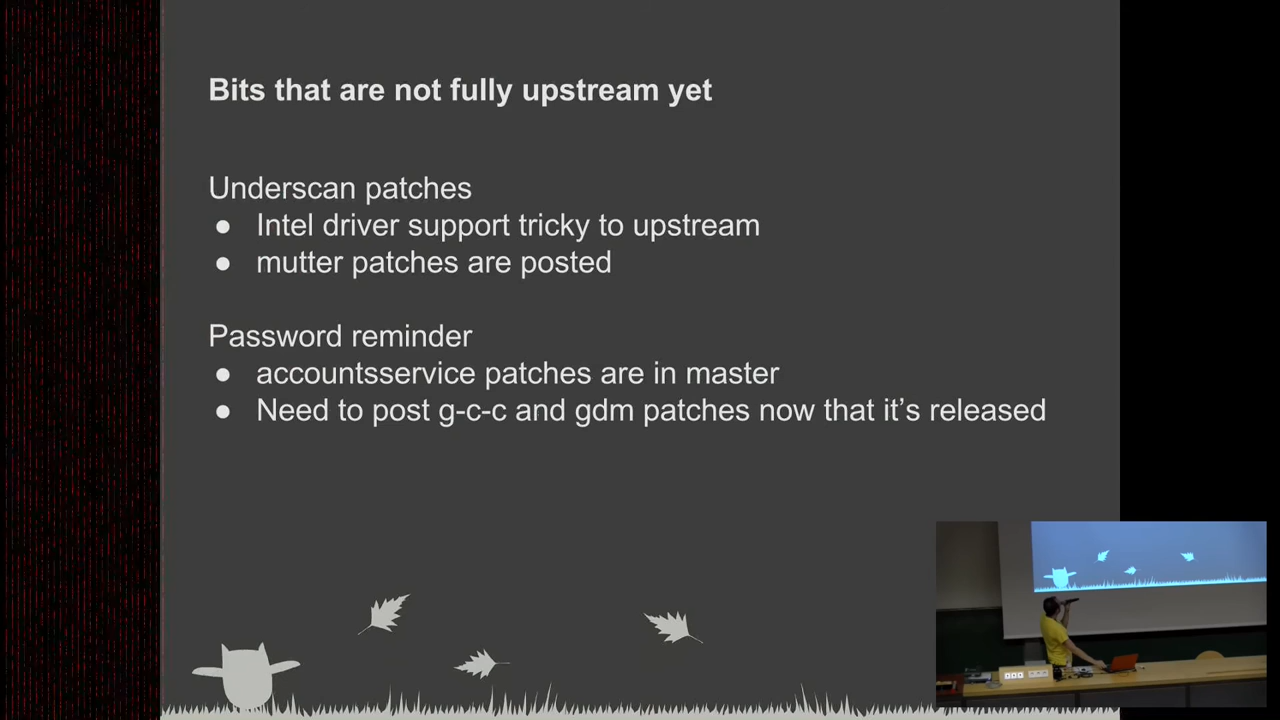 Bits that are not fully upstream yet
Underscan patches
● Intel driver support tricky to upstream
● mutter patches are posted
Password reminder
● accountsservice patches are in master
● Need to post g-c-c and gdm patches now that it’s released